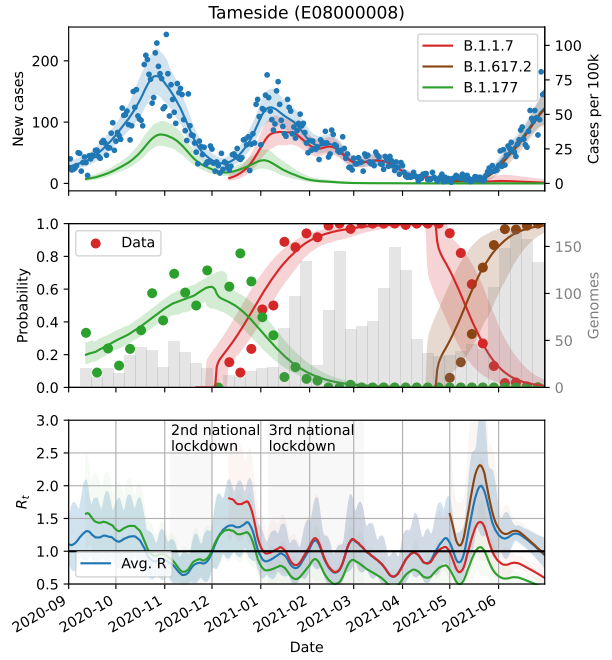 Tameside (E08000008)
200
100
0
New cases
100
75
50
25
0
Cases per 100k
B.1.1.7
B.1.617.2
B.1.177
1.0
0.8
0.6
0.4
0.2
0.0
Probability
Data
150
100
50
0
Genomes
3.0
2.5
2.0
1.5
1.0
0.5
Rt
2nd national
lockdown
3rd national
lockdown
Avg. R
2020-09
2020-10
2020-11
2020-12
2021-01
2021-02
2021-03
2021-04
2021-05
2021-06
Date